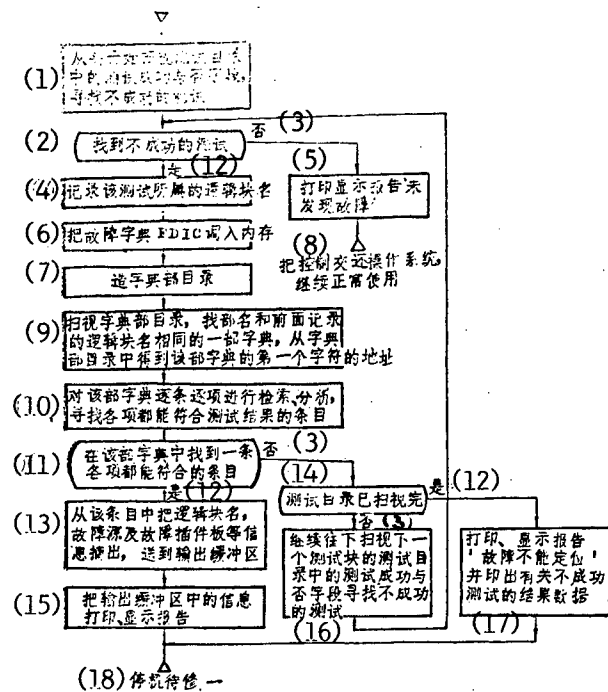 (1)
从
测试目录
中的测试成功与否字段,
寻找不成功的测试
(2) 找到不成功的测试
否 (3)
是 (12)
(4) 记录该测试所属的逻辑块名
(5)
打印显示报告'未
发现故障'
(6) 把故障字典FDIC调入内存
(7) 造字典部目录
(8)
把控制交还操作系统,
继续正常使用
(9) 扫视字典部目录, 找部名和前面记录
的逻辑块名相同的一部字典, 从字典
部目录中得到该部字典的第一个字符的地址
(10) 对该部字典逐条逐项进行检索、分析,
寻找各项都能符合测试结果的条目
(11) 在该部字典中找到一条
各项都能符合的条目
否 (3)
是(12)
(14)
测试目录已扫视完
是 (12)
否 (3)
(13) 从该条目中把逻辑块名,
故障源及故障插件板等信
息摘出, 送到输出缓冲区
继续往下扫视下一
个测试块的测试目
录中的测试成功与
否字段寻找不成功
的测试
(16)
打印、显示报告
'故障不能定位'
并印出有关不成功
测试的结果数据
(17)
(15) 把输出缓冲区中的信息
打印、显示报告
(18) 停机待修